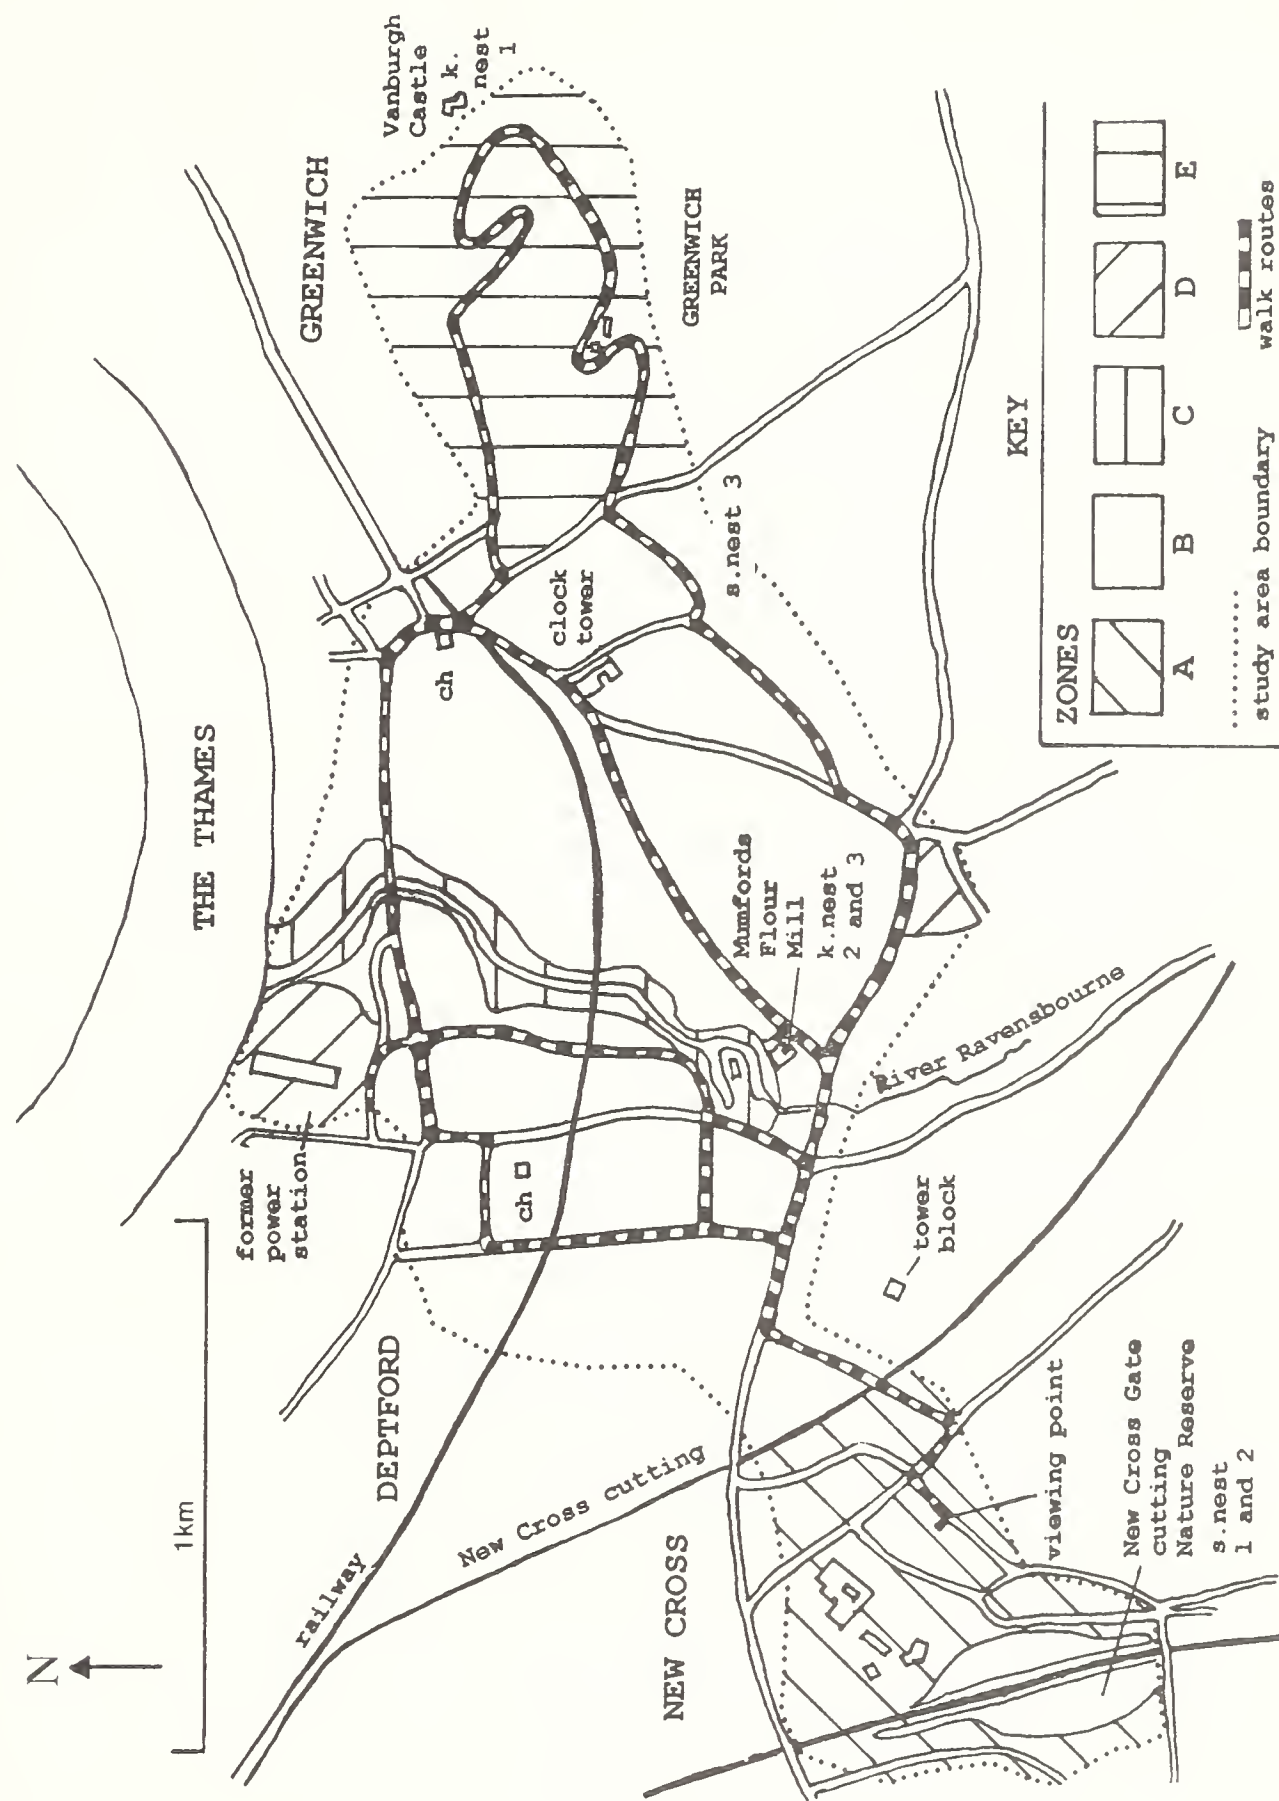 N
1km
railway
New Cross cutting
DEPTFORD
NEW CROSS
THE THAMES
GREENWICH
Vanburgh
Castle
k.
nest
1
GREENWICH
PARK
former
power
station
ch
ch
clock
tower
s.nest 3
Mumfords
Flour
Mill
k.nest
2 and 3
River Ravensbourne
tower
block
viewing point
New Cross Gate
cutting
Nature Reserve
s.nest
1 and 2
KEY
ZONES
A
B
C
D
E
study area boundary
walk routes